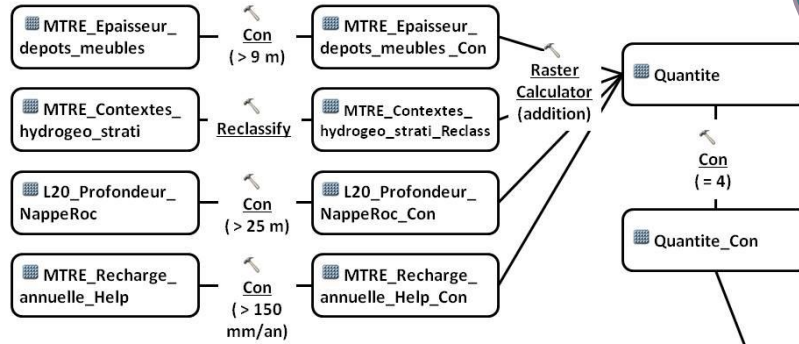 MTRE_Epaisseur_
depots_meubles
Con
( > 9 m)
MTRE_Epaisseur_
depots_meubles _Con
MTRE_Contextes_
hydrogeo_strati
Reclassify
MTRE_Contextes_
hydrogeo_strati_Reclass
L20_Profondeur_
NappeRoc
Con
( > 25 m)
L20_Profondeur_
NappeRoc_Con
MTRE_Recharge_
annuelle_Help
Con
(> 150
mm/an)
MTRE_Recharge_
annuelle_Help_Con
Raster
Calculator
(addition)
Quantite
Con
( = 4)
Quantite_Con